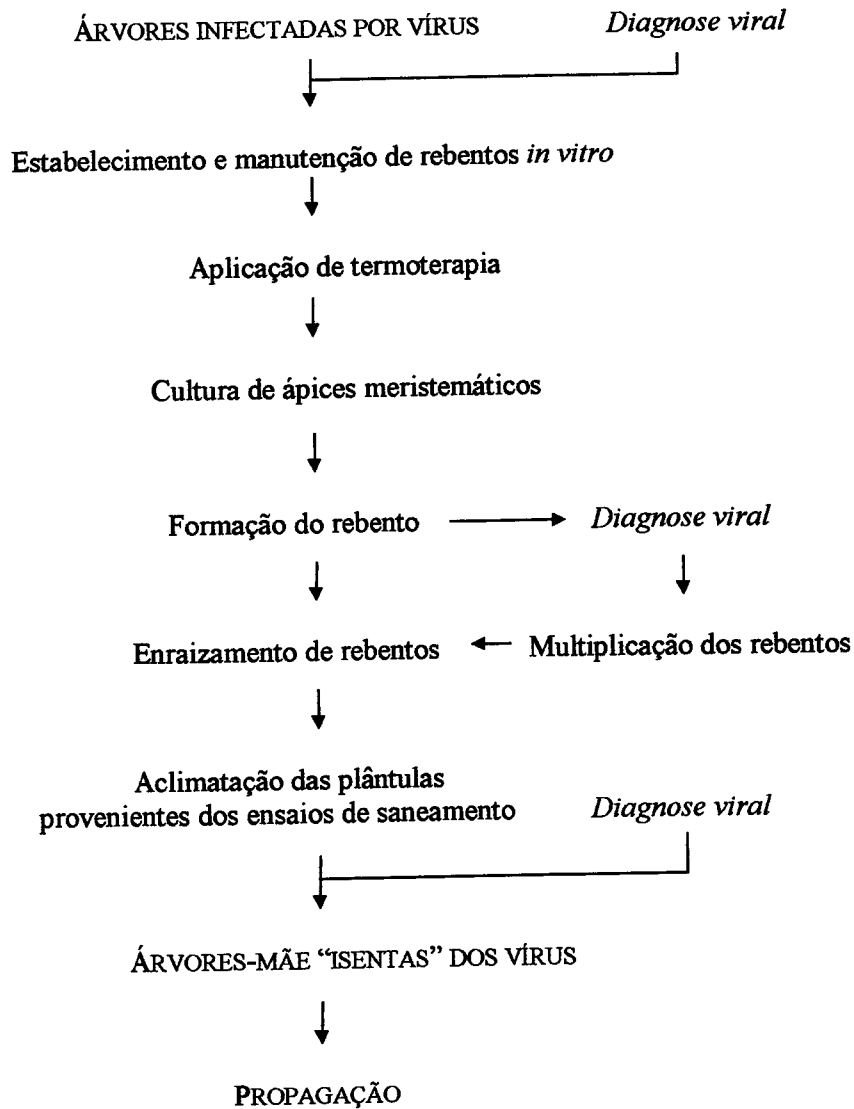 ÁRVORES INFECTADAS POR VÍRUS Diagnose viral
Estabelecimento e manutenção de rebentos in vitro
Aplicação de termoterapia
Cultura de ápices meristemáticos
Formação do rebento Diagnose viral
Enraizamento de rebentos Multiplicação dos rebentos
Aclimatação das plântulas
provenientes dos ensaios de saneamento Diagnose viral
ÁRVORES-MÃE “ISENTAS” DOS VÍRUS
PROPAGAÇÃO